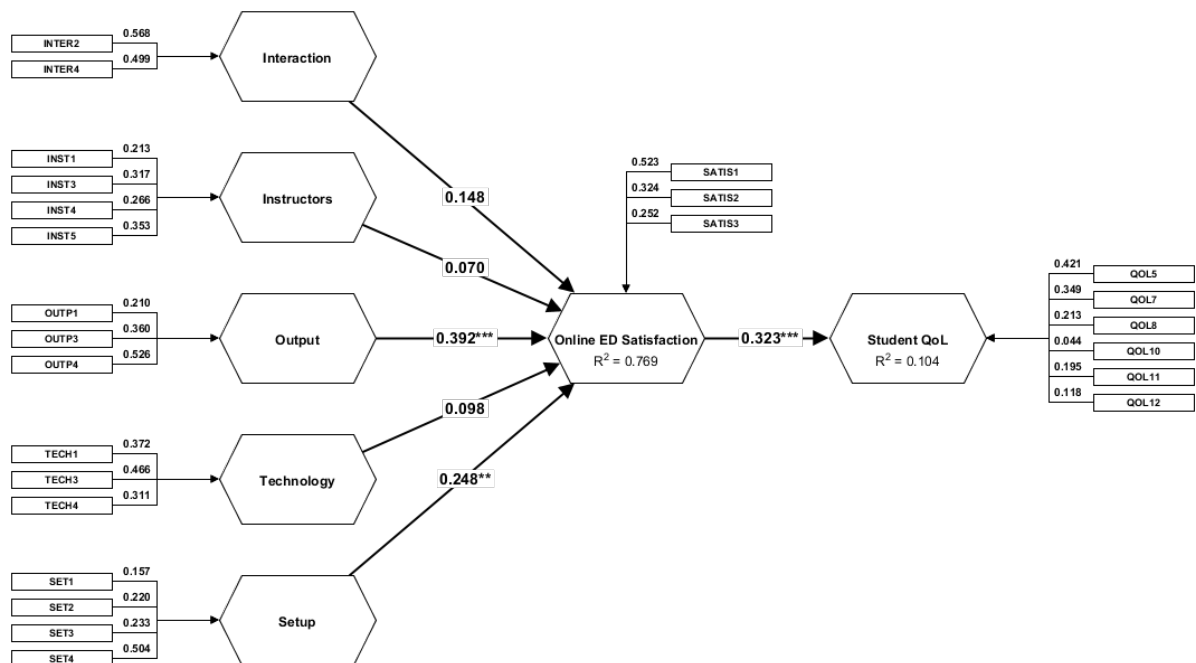 INTER2 0.568
INTER4 0.499
Interaction
INST1 0.213
INST3 0.317
INST4 0.266
INST5 0.353
Instructors
OUTP1 0.210
OUTP3 0.360
OUTP4 0.526
Output
TECH1 0.372
TECH3 0.466
TECH4 0.311
Technology
SET1 0.157
SET2 0.220
SET3 0.233
SET4 0.504
Setup
0.148
0.070
0.392***
0.098
0.248**
0.523 SATIS1
0.324 SATIS2
0.252 SATIS3
Online ED Satisfaction
R² = 0.769
0.323***
Student QoL
R² = 0.104
0.421 QOL5
0.349 QOL7
0.213 QOL8
0.044 QOL10
0.195 QOL11
0.118 QOL12